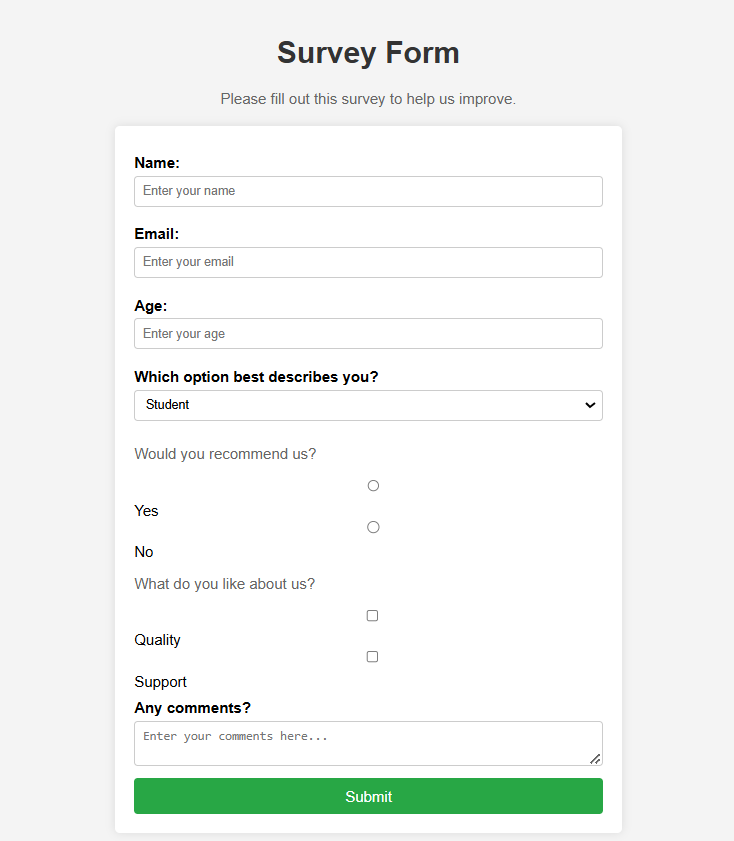 Survey Form
Please fill out this survey to help us improve.
Name:
Enter your name
Email:
Enter your email
Age:
Enter your age
Which option best describes you?
Student
Would you recommend us?
Yes
No
What do you like about us?
Quality
Support
Any comments?
Enter your comments here...
Submit